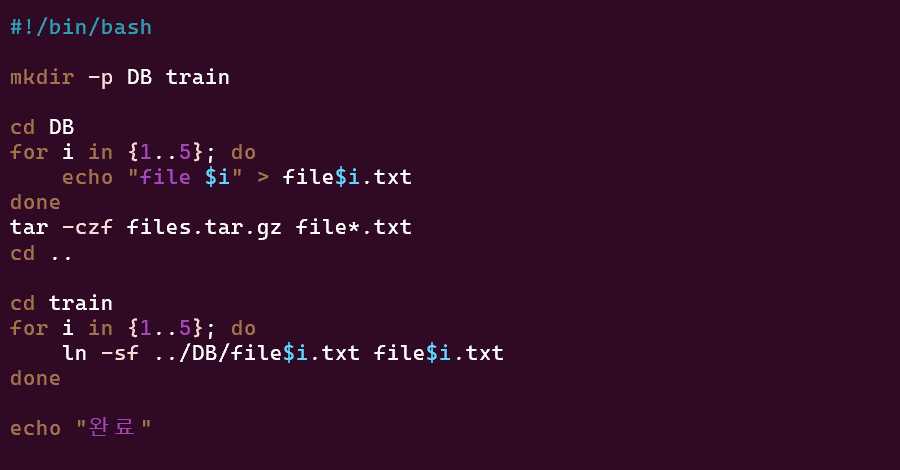 #!/bin/bash

mkdir -p DB train

cd DB
for i in {1..5}; do
    echo "file $i" > file$i.txt
done
tar -czf files.tar.gz file*.txt
cd ..

cd train
for i in {1..5}; do
    ln -sf ../DB/file$i.txt file$i.txt
done

echo "완료"